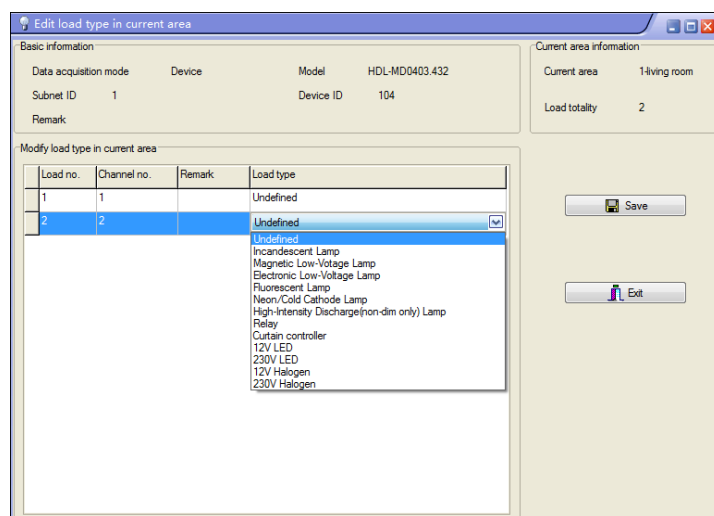 Edit load type in current area
Basic information
Data acquisition mode Device Model HDL-MD0403.432
Subnet ID 1 Device ID 104
Remark
Current area information
Current area 1-living room
Load totality 2
Modify load type in current area
Load no. Channel no. Remark Load type
1 1 Undefined
2 2 Undefined
Undefined
Incandescent Lamp
Magnetic Low-Votage Lamp
Electronic Low-Voltage Lamp
Fluorescent Lamp
Neon/Cold Cathode Lamp
High-Intensity Discharge(non-dim only) Lamp
Relay
Curtain controller
12V LED
230V LED
12V Halogen
230V Halogen
Save
Exit